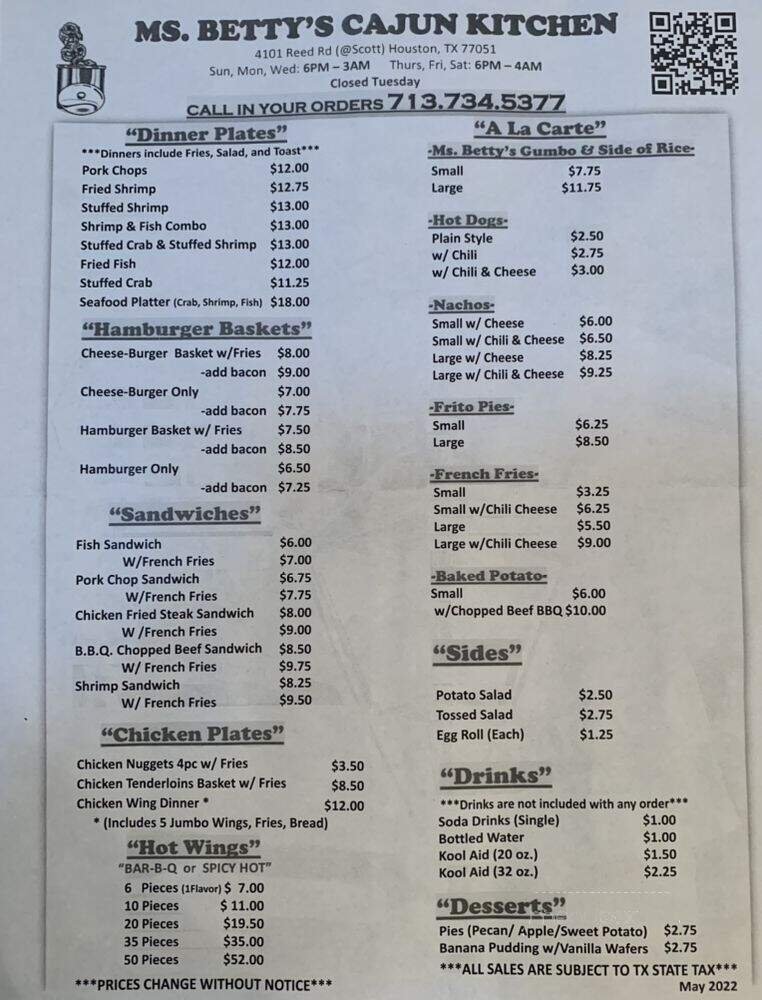 MS. BETTY'S CAJUN KITCHEN
4101 Reed Rd (@Scott) Houston, TX 77051
Sun, Mon, Wed: 6PM – 3AM Thurs, Fri, Sat: 6PM – 4AM
Closed Tuesday
CALL IN YOUR ORDERS 713.734.5377
“Dinner Plates”
***Dinners include Fries, Salad, and Toast***
Pork Chops $12.00
Fried Shrimp $12.75
Stuffed Shrimp $13.00
Shrimp & Fish Combo $13.00
Stuffed Crab & Stuffed Shrimp $13.00
Fried Fish $12.00
Stuffed Crab $11.25
Seafood Platter (Crab, Shrimp, Fish) $18.00
“Hamburger Baskets”
Cheese-Burger Basket w/Fries $8.00
-add bacon $9.00
Cheese-Burger Only $7.00
-add bacon $7.75
Hamburger Basket w/ Fries $7.50
-add bacon $8.50
Hamburger Only $6.50
-add bacon $7.25
“Sandwiches”
Fish Sandwich $6.00
W/French Fries $7.00
Pork Chop Sandwich $6.75
W/French Fries $7.75
Chicken Fried Steak Sandwich $8.00
W /French Fries $9.00
B.B.Q. Chopped Beef Sandwich $8.50
W/ French Fries $9.75
Shrimp Sandwich $8.25
W/ French Fries $9.50
“Chicken Plates”
Chicken Nuggets 4pc w/ Fries $3.50
Chicken Tenderloins Basket w/ Fries $8.50
Chicken Wing Dinner * $12.00
* (Includes 5 Jumbo Wings, Fries, Bread)
“Hot Wings”
“BAR-B-Q or SPICY HOT”
6 Pieces (1Flavor) $ 7.00
10 Pieces $ 11.00
20 Pieces $19.50
35 Pieces $35.00
50 Pieces $52.00
***PRICES CHANGE WITHOUT NOTICE***
“A La Carte”
-Ms. Betty's Gumbo & Side of Rice-
Small $7.75
Large $11.75
-Hot Dogs-
Plain Style $2.50
w/ Chili $2.75
w/ Chili & Cheese $3.00
-Nachos-
Small w/ Cheese $6.00
Small w/ Chili & Cheese $6.50
Large w/ Cheese $8.25
Large w/ Chili & Cheese $9.25
-Frito Pies-
Small $6.25
Large $8.50
-French Fries-
Small $3.25
Small w/Chili Cheese $6.25
Large $5.50
Large w/Chili Cheese $9.00
-Baked Potato-
Small $6.00
w/Chopped Beef BBQ $10.00
“Sides”
Potato Salad $2.50
Tossed Salad $2.75
Egg Roll (Each) $1.25
“Drinks”
***Drinks are not included with any order***
Soda Drinks (Single) $1.00
Bottled Water $1.00
Kool Aid (20 oz.) $1.50
Kool Aid (32 oz.) $2.25
“Desserts”
Pies (Pecan/ Apple/Sweet Potato) $2.75
Banana Pudding w/Vanilla Wafers $2.75
***ALL SALES ARE SUBJECT TO TX STATE TAX***
May 2022